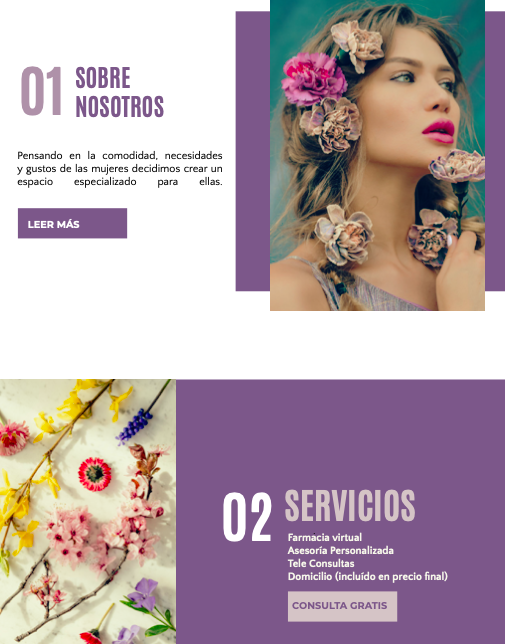 01 SOBRE
NOSOTROS
Pensando en la comodidad, necesidades
y gustos de las mujeres decidimos crear un
espacio especializado para ellas.
LEER MÁS
02 SERVICIOS
Farmacia virtual
Asesoría Personalizada
Tele Consultas
Domicilio (incluído en precio final)
CONSULTA GRATIS